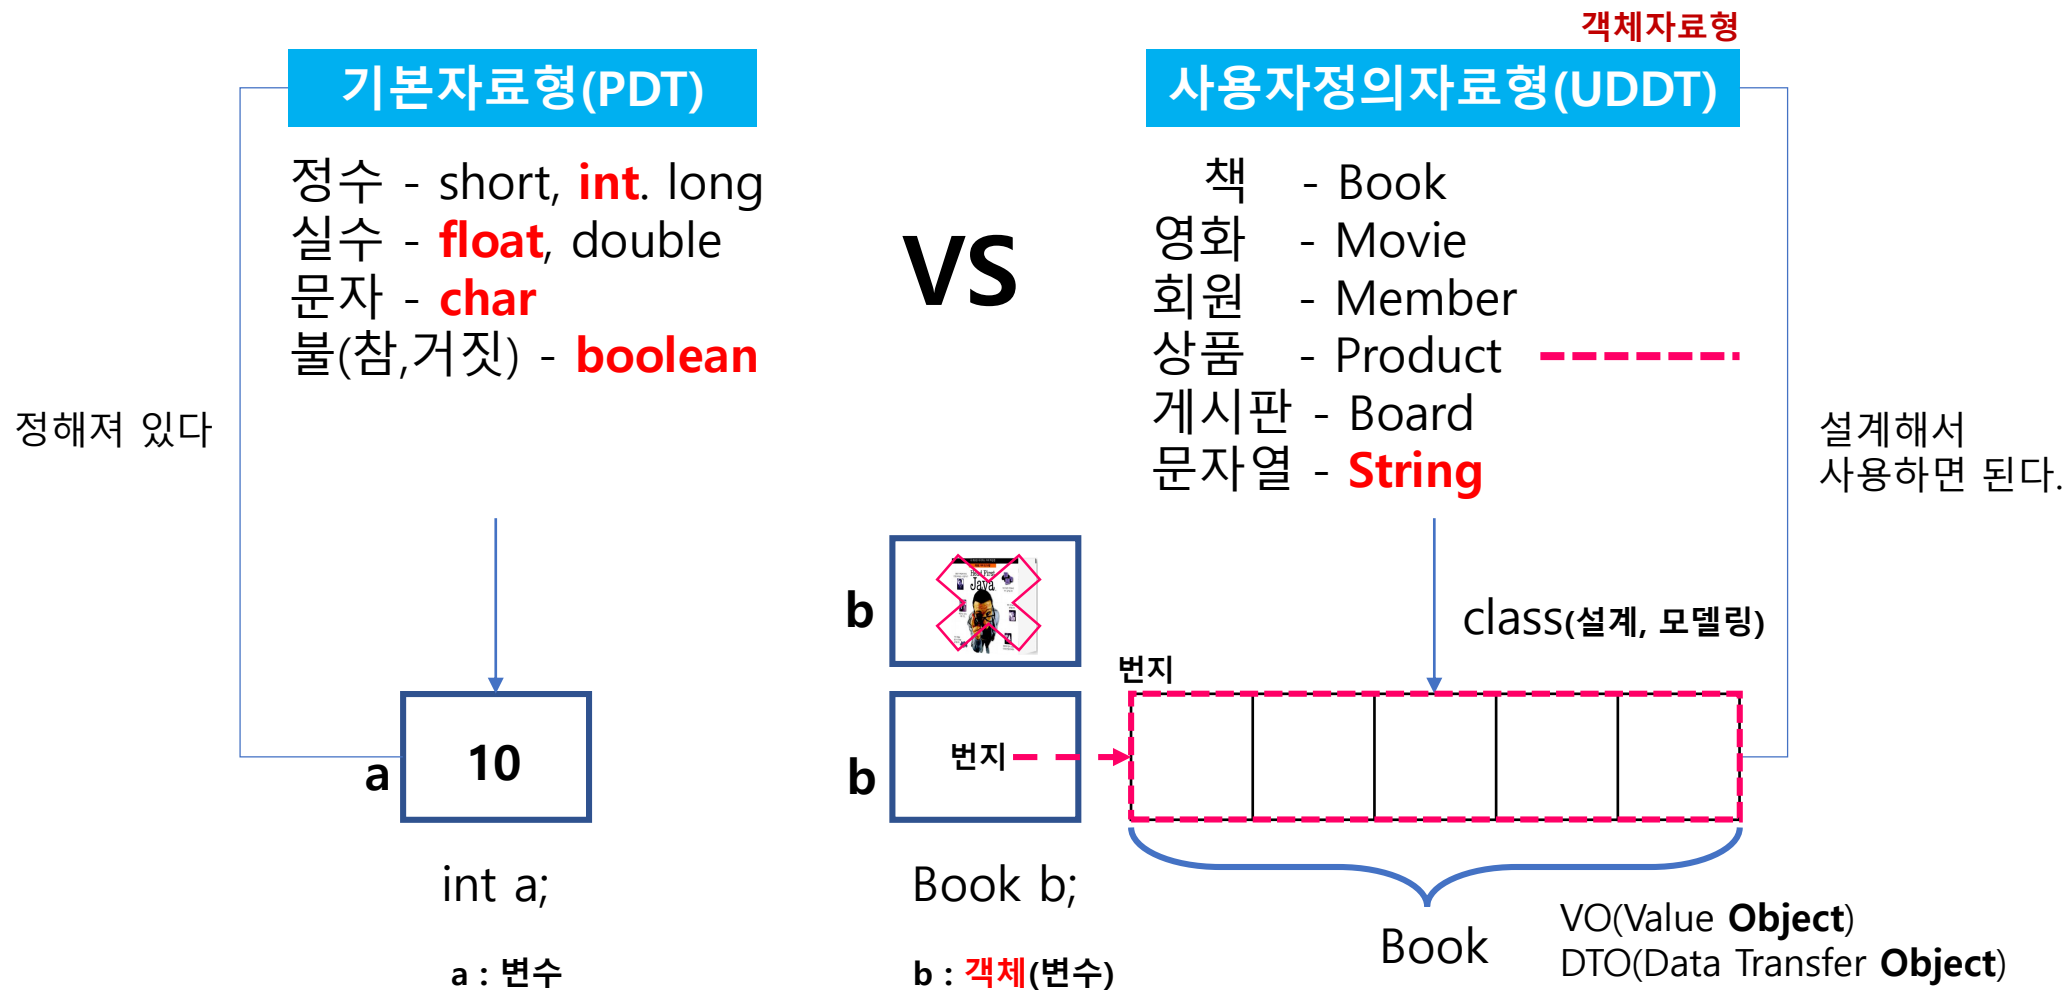 객체자료형
기본자료형(PDT)
사용자정의자료형(UDDT)
정수 - short, int. long
실수 - float, double
문자 - char
불(참,거짓) - boolean
VS
책 - Book
영화 - Movie
회원 - Member
상품 - Product
게시판 - Board
문자열 - String
정해져 있다
설계해서
사용하면 된다.
b
Head First
Java
class(설계, 모델링)
번지
a
10
b
번지
int a;
Book b;
Book
VO(Value Object)
DTO(Data Transfer Object)
a : 변수
b : 객체(변수)